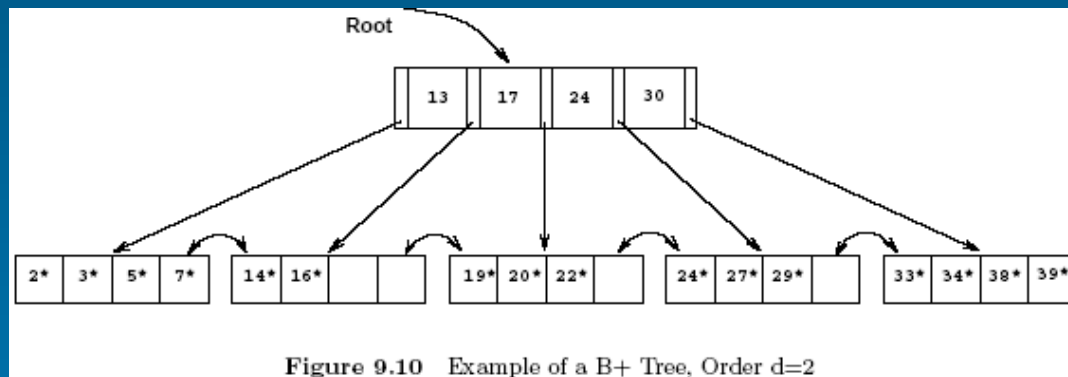 Root
13 17 24 30
2* 3* 5* 7* 14* 16* 19* 20* 22* 24* 27* 29* 33* 34* 38* 39*
Figure 9.10 Example of a B+ Tree, Order d=2